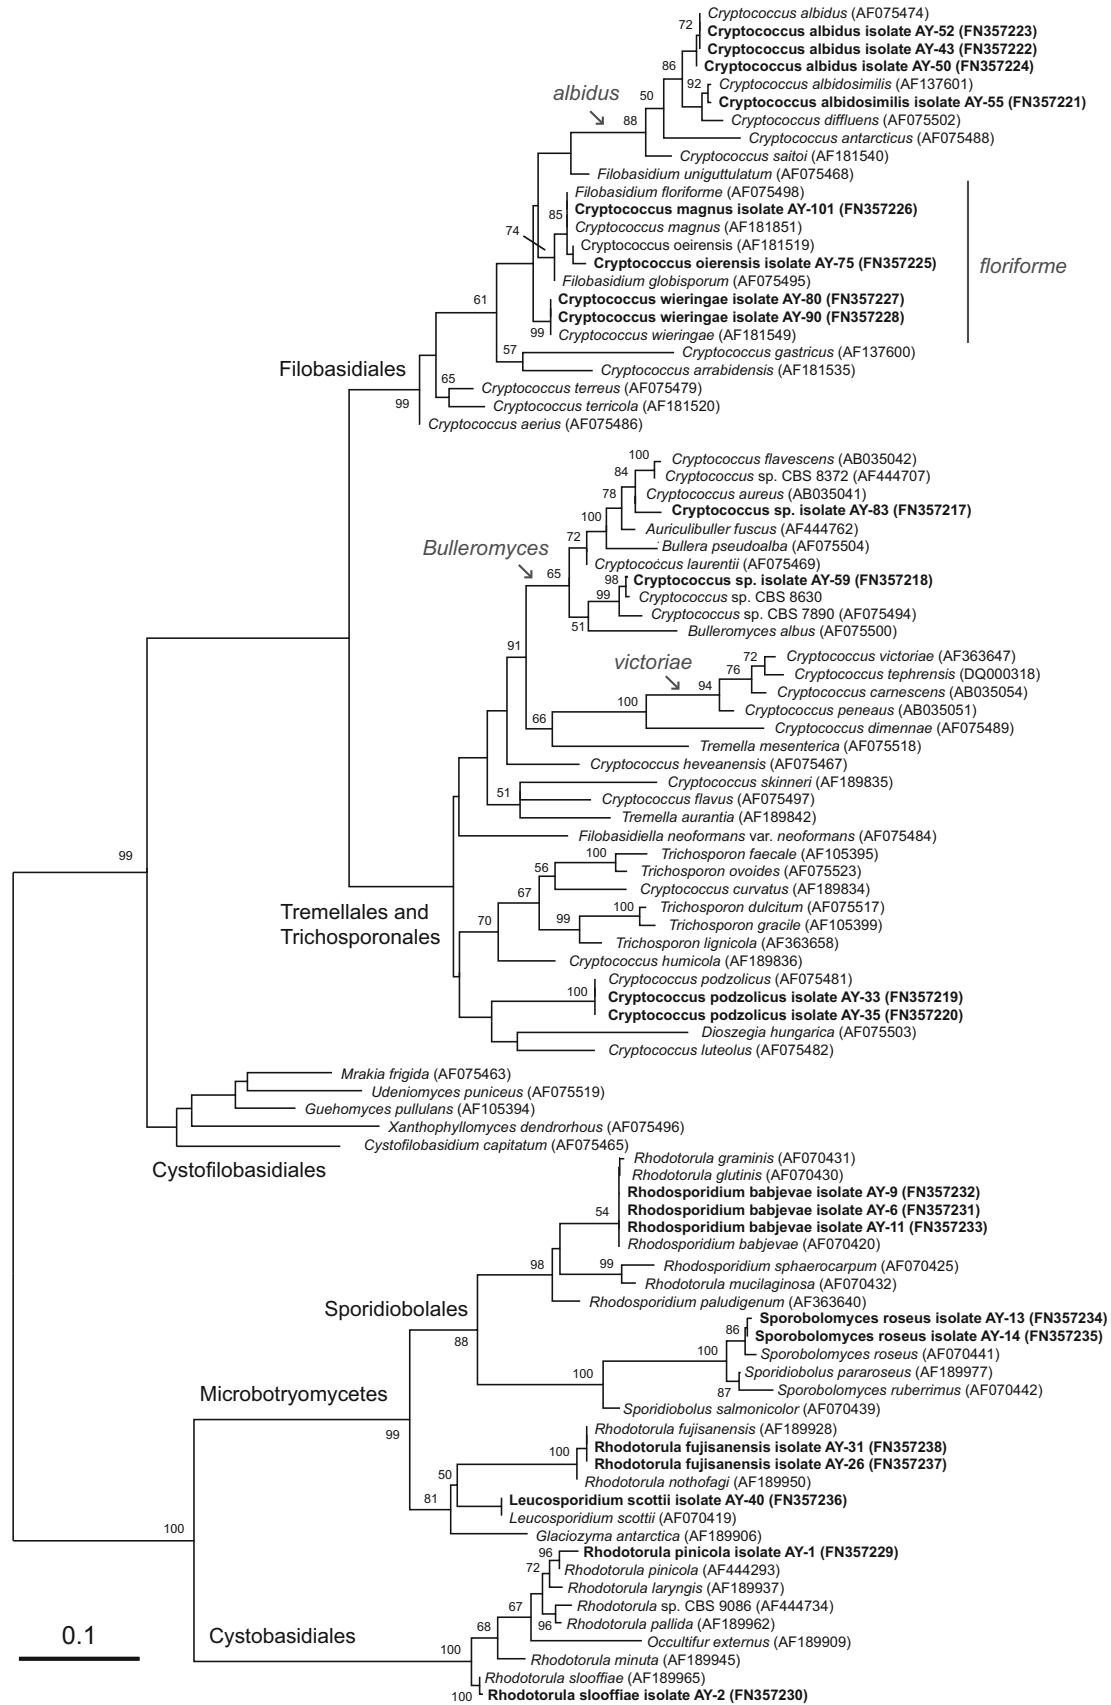 Cryptococcus albidus (AF075474)
72
Cryptococcus albidus isolate AY-52 (FN357223)
Cryptococcus albidus isolate AY-43 (FN357222)
Cryptococcus albidus isolate AY-50 (FN357224)
86
92
Cryptococcus albidosimilis (AF137601)
albidus
50
Cryptococcus albidosimilis isolate AY-55 (FN357221)
88
Cryptococcus diffluens (AF075502)
Cryptococcus antarcticus (AF075488)
Cryptococcus saitoi (AF181540)
Filobasidium uniguttulatum (AF075468)
Filobasidium floriforme (AF075498)
85
Cryptococcus magnus isolate AY-101 (FN357226)
Cryptococcus magnus (AF181851)
74
Cryptococcus oeirensis (AF181519)
Cryptococcus oierensis isolate AY-75 (FN357225)
floriforme
Filobasidium globisporum (AF075495)
61
Cryptococcus wieringae isolate AY-80 (FN357227)
Cryptococcus wieringae isolate AY-90 (FN357228)
99
Cryptococcus wieringae (AF181549)
57
Cryptococcus gastricus (AF137600)
Filobasidiales
Cryptococcus arrabidensis (AF181535)
65
Cryptococcus terreus (AF075479)
99
Cryptococcus terricola (AF181520)
Cryptococcus aerius (AF075486)
100
Cryptococcus flavescens (AB035042)
84
Cryptococcus sp. CBS 8372 (AF444707)
78
Cryptococcus aureus (AB035041)
Cryptococcus sp. isolate AY-83 (FN357217)
100
Auriculibuller fuscus (AF444762)
72
Bulleromyces
Bullera pseudoalba (AF075504)
Cryptococcus laurentii (AF075469)
65
98
Cryptococcus sp. isolate AY-59 (FN357218)
99
Cryptococcus sp. CBS 8630
Cryptococcus sp. CBS 7890 (AF075494)
51
Bulleromyces albus (AF075500)
91
72
Cryptococcus victoriae (AF363647)
victoriae
76
Cryptococcus tephrensis (DQ000318)
94
Cryptococcus carnescens (AB035054)
100
Cryptococcus peneaus (AB035051)
66
Cryptococcus dimennae (AF075489)
Tremella mesenterica (AF075518)
Cryptococcus heveanensis (AF075467)
Cryptococcus skinneri (AF189835)
51
Cryptococcus flavus (AF075497)
Tremella aurantia (AF189842)
Filobasidiella neoformans var. neoformans (AF075484)
99
100
Trichosporon faecale (AF105395)
56
Trichosporon ovoides (AF075523)
67
Cryptococcus curvatus (AF189834)
Tremellales and
Trichosporonales
100
Trichosporon dulcitum (AF075517)
70
99
Trichosporon gracile (AF105399)
Trichosporon lignicola (AF363658)
Cryptococcus humicola (AF189836)
Cryptococcus podzolicus (AF075481)
100
Cryptococcus podzolicus isolate AY-33 (FN357219)
Cryptococcus podzolicus isolate AY-35 (FN357220)
Dioszegia hungarica (AF075503)
Cryptococcus luteolus (AF075482)
Mrakia frigida (AF075463)
Udeniomyces puniceus (AF075519)
Guehomyces pullulans (AF105394)
Xanthophyllomyces dendrorhous (AF075496)
Cystofilobasidium capitatum (AF075465)
Cystofilobasidiales
Rhodotorula graminis (AF070431)
Rhodotorula glutinis (AF070430)
Rhodosporidium babjevae isolate AY-9 (FN357232)
54
Rhodosporidium babjevae isolate AY-6 (FN357231)
Rhodosporidium babjevae isolate AY-11 (FN357233)
Rhodosporidium babjevae (AF070420)
98
99
Rhodosporidium sphaerocarpum (AF070425)
Rhodotorula mucilaginosa (AF070432)
Sporidiobolales
Rhodosporidium paludigenum (AF363640)
Sporobolomyces roseus isolate AY-13 (FN357234)
86
Sporobolomyces roseus isolate AY-14 (FN357235)
88
100
Sporobolomyces roseus (AF070441)
100
Sporidiobolus pararoseus (AF189977)
Microbotryomycetes
87
Sporobolomyces ruberrimus (AF070442)
Sporidiobolus salmonicolor (AF070439)
99
Rhodotorula fujisanensis (AF189928)
100
Rhodotorula fujisanensis isolate AY-31 (FN357238)
Rhodotorula fujisanensis isolate AY-26 (FN357237)
50
Rhodotorula nothofagi (AF189950)
81
Leucosporidium scottii isolate AY-40 (FN357236)
Leucosporidium scottii (AF070419)
100
Glaciozyma antarctica (AF189906)
96
Rhodotorula pinicola isolate AY-1 (FN357229)
72
Rhodotorula pinicola (AF444293)
Rhodotorula laryngis (AF189937)
67
Rhodotorula sp. CBS 9086 (AF444734)
96
Rhodotorula pallida (AF189962)
0.1
Cystobasidiales
68
Occultifur externus (AF189909)
100
Rhodotorula minuta (AF189945)
Rhodotorula slooffiae (AF189965)
100
Rhodotorula slooffiae isolate AY-2 (FN357230)